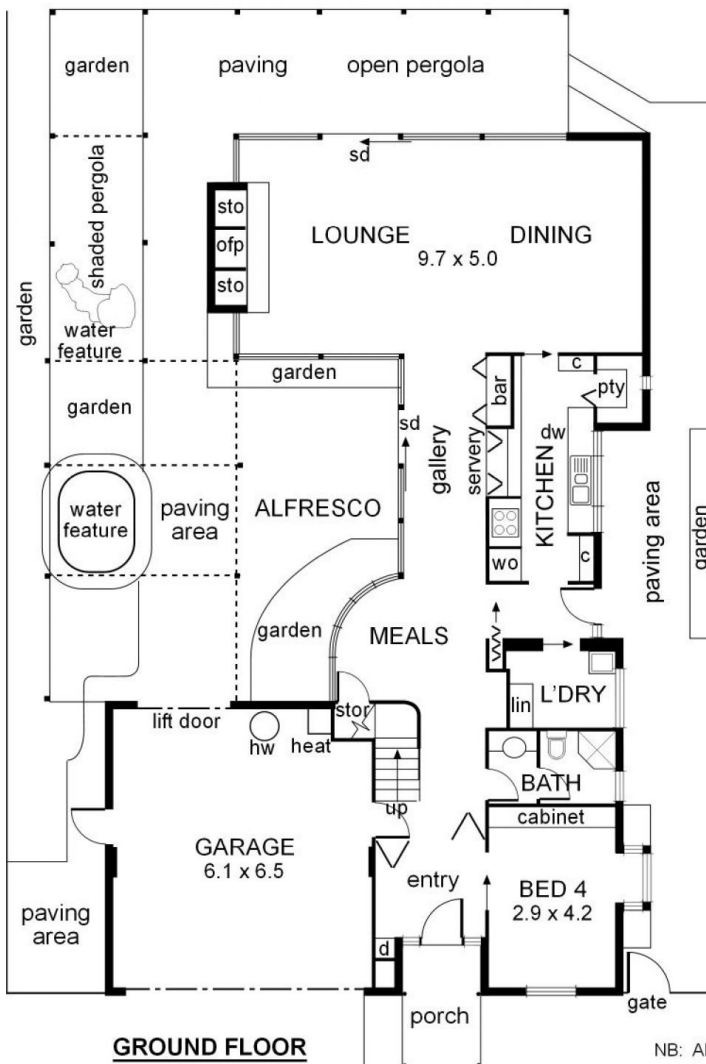 garden
paving
open pergola
sd
shaded pergola
sto
ofp
sto
LOUNGE
DINING
9.7 x 5.0
garden
water
feature
garden
garden
bar
c
pty
sd
gallery
servery
dw
KITCHEN
water
feature
paving
area
ALFRESCO
wo
c
paving area
garden
garden
MEALS
lin
L'DRY
lift door
hw
heat
stor
BATH
up
cabinet
GARAGE
6.1 x 6.5
entry
BED 4
2.9 x 4.2
paving
area
d
porch
gate
GROUND FLOOR
NB: